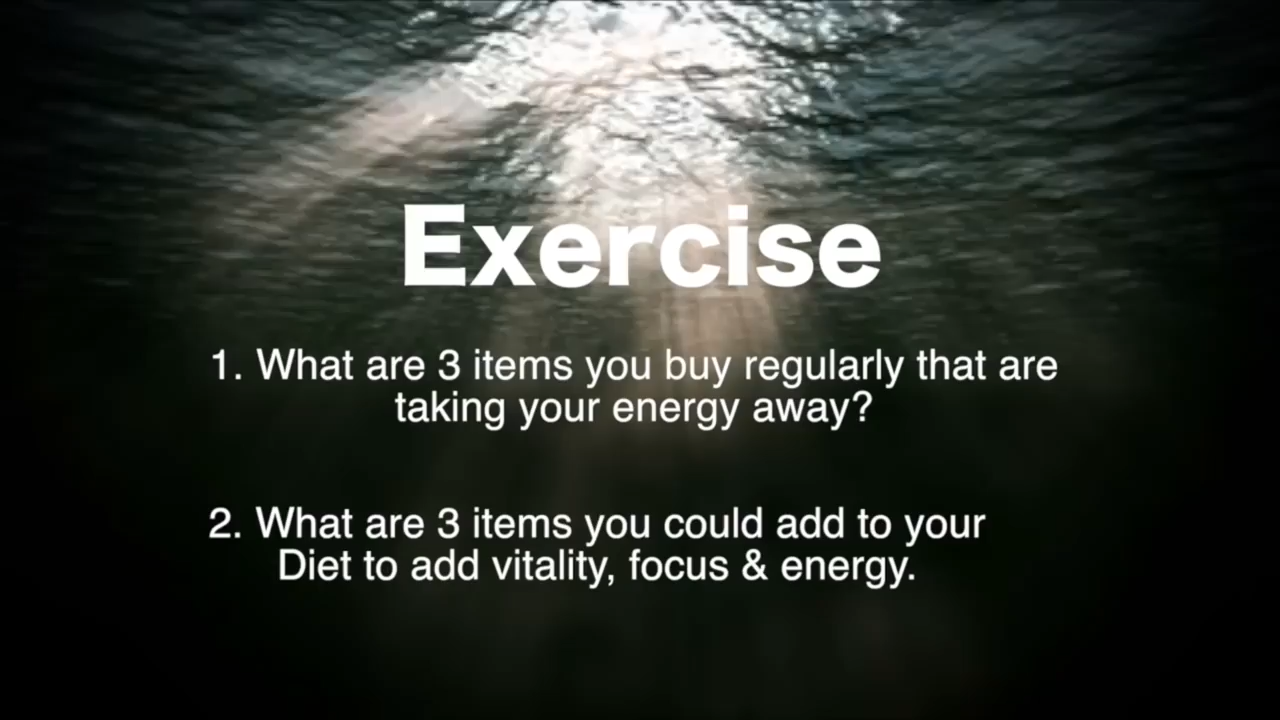 Exercise
1. What are 3 items you buy regularly that are
taking your energy away?
2. What are 3 items you could add to your
Diet to add vitality, focus & energy.